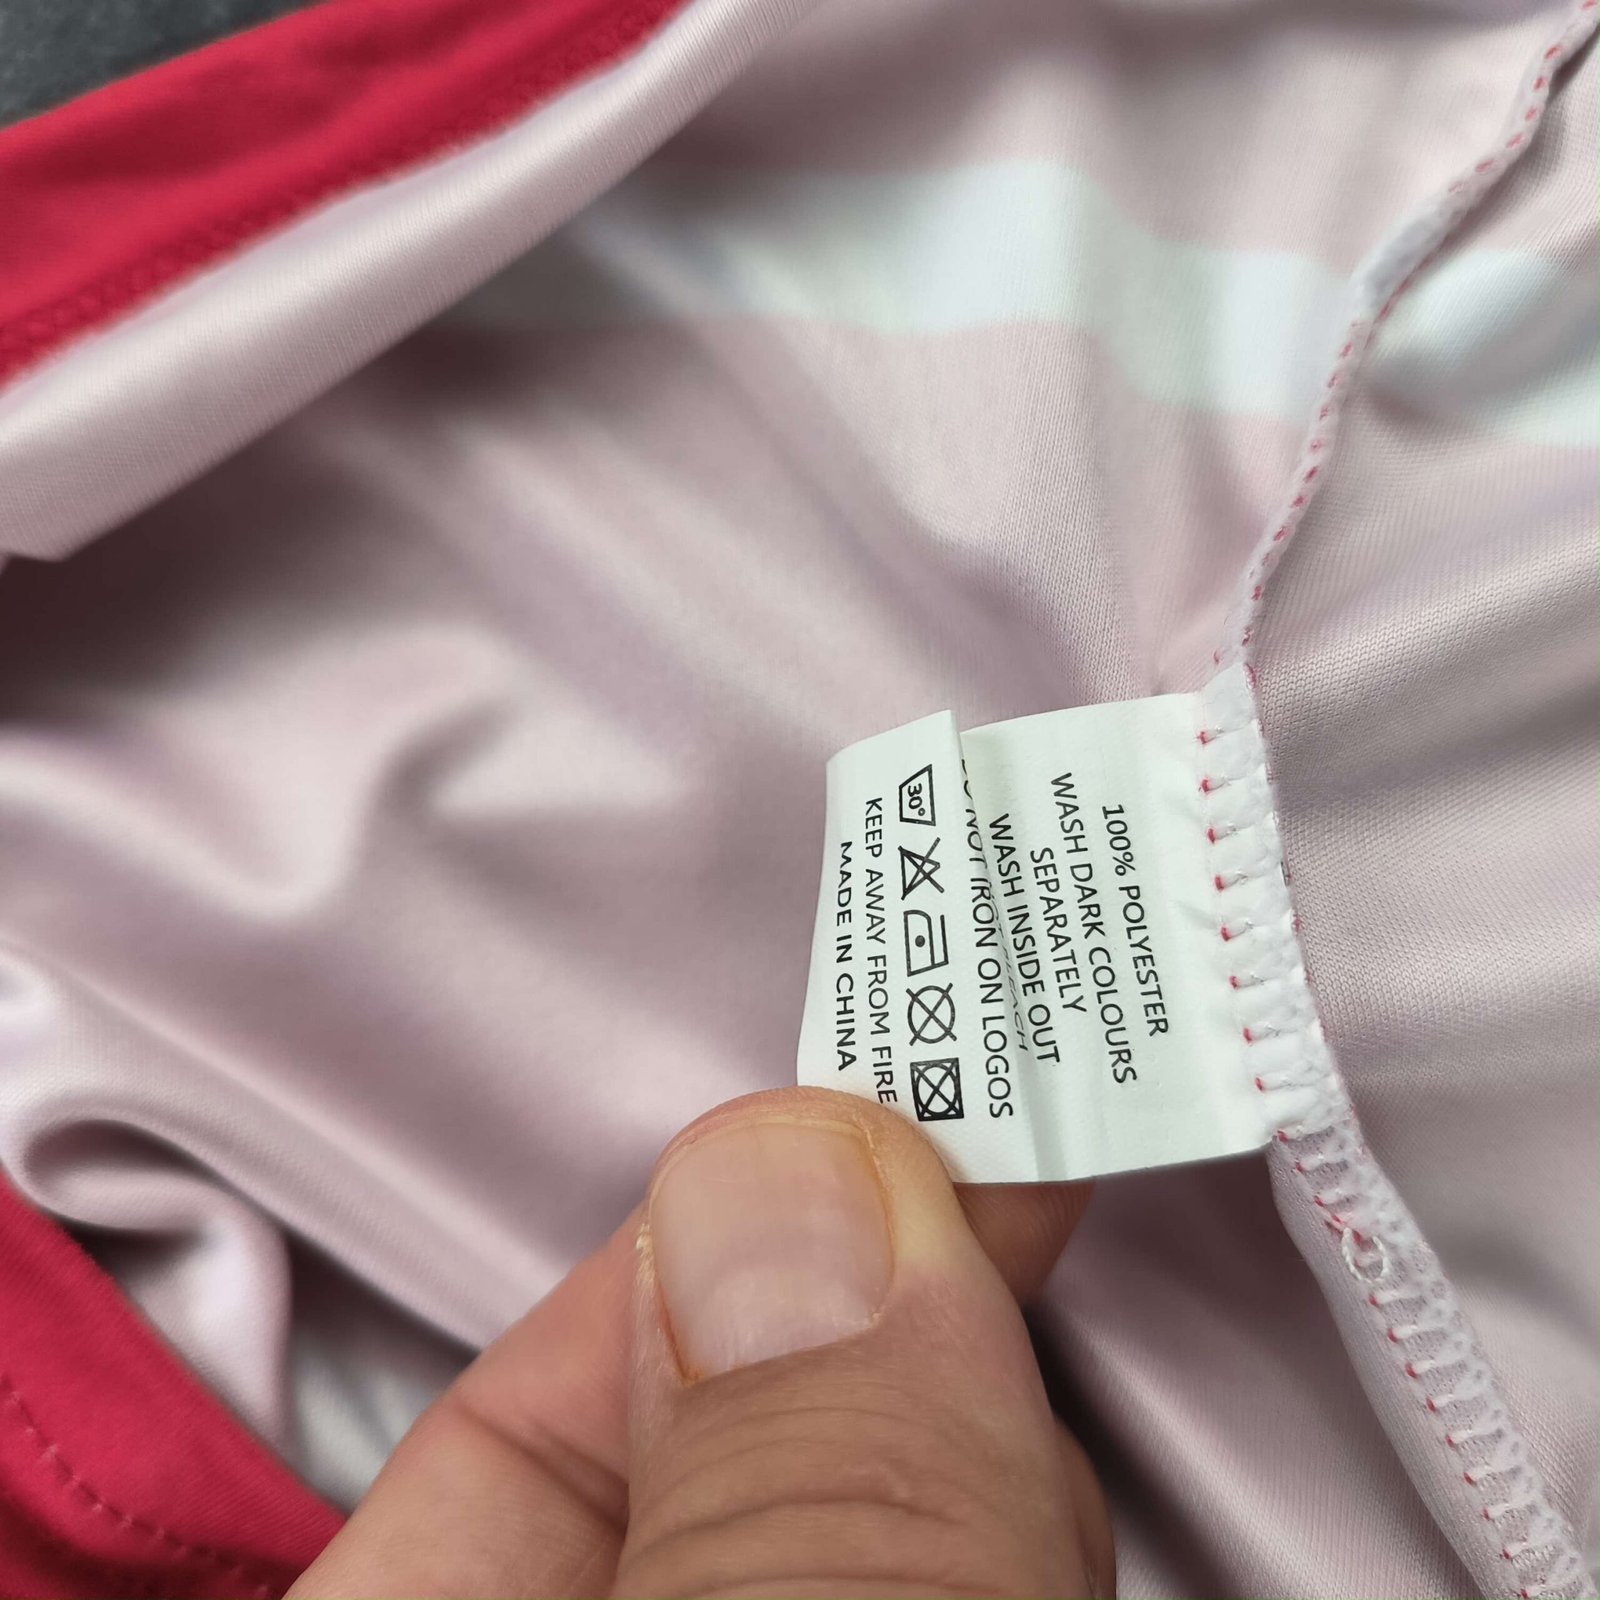 100% POLYESTER
WASH DARK COLOURS
SEPARATELY
WASH INSIDE OUT
NOT IRON ON LOGOS
30°
KEEP AWAY FROM FIRE
MADE IN CHINA